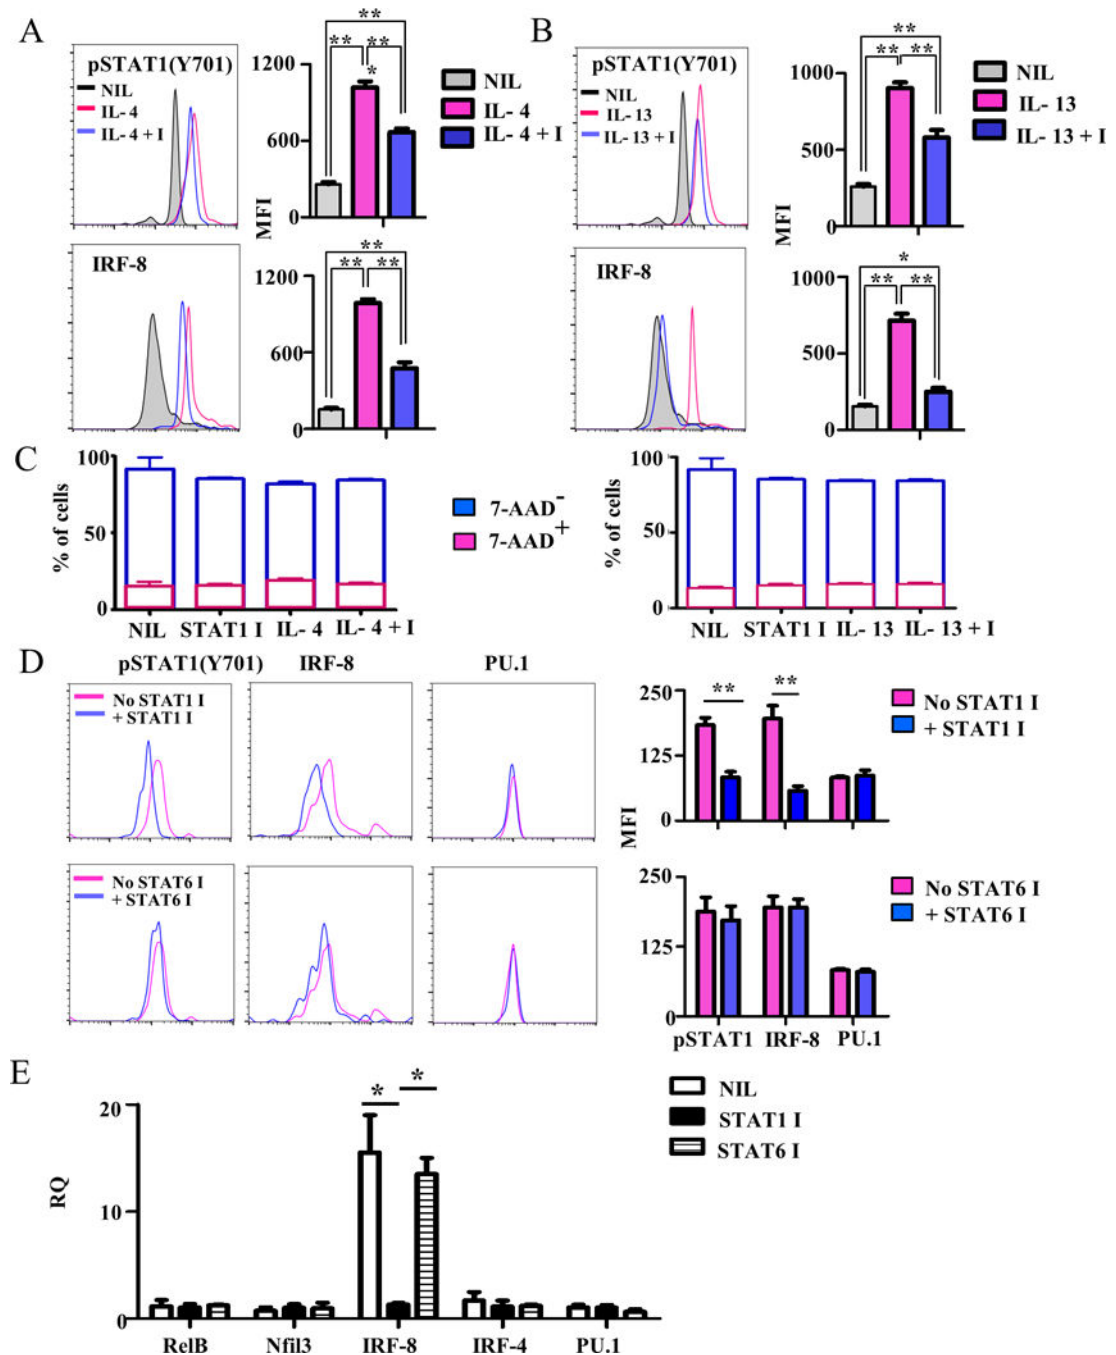 A
pSTAT1(Y701)
NIL
IL- 4
IL- 4 + I
1200
600
0
MFI
**
** **
*
NIL
IL- 4
IL- 4 + I
B
pSTAT1(Y701)
NIL
IL- 13
IL- 13 + I
1000
500
0
MFI
**
** **
NIL
IL- 13
IL- 13 + I
IRF-8
1000
600
0
**
** **
IRF-8
1000
500
0
*
** **
C
% of cells
100
50
0
NIL STAT1 I IL- 4 IL- 4 + I
7-AAD-
7-AAD+
% of cells
100
50
0
NIL STAT1 I IL- 13 IL- 13 + I
D
pSTAT1(Y701) IRF-8 PU.1
No STAT1 I
+ STAT1 I
250
125
0
** **
No STAT1 I
+ STAT1 I
MFI
No STAT6 I
+ STAT6 I
250
125
0
No STAT6 I
+ STAT6 I
pSTAT1 IRF-8 PU.1
E
NIL
STAT1 I
STAT6 I
* *
RQ
20
10
0
RelB Nfil3 IRF-8 IRF-4 PU.1